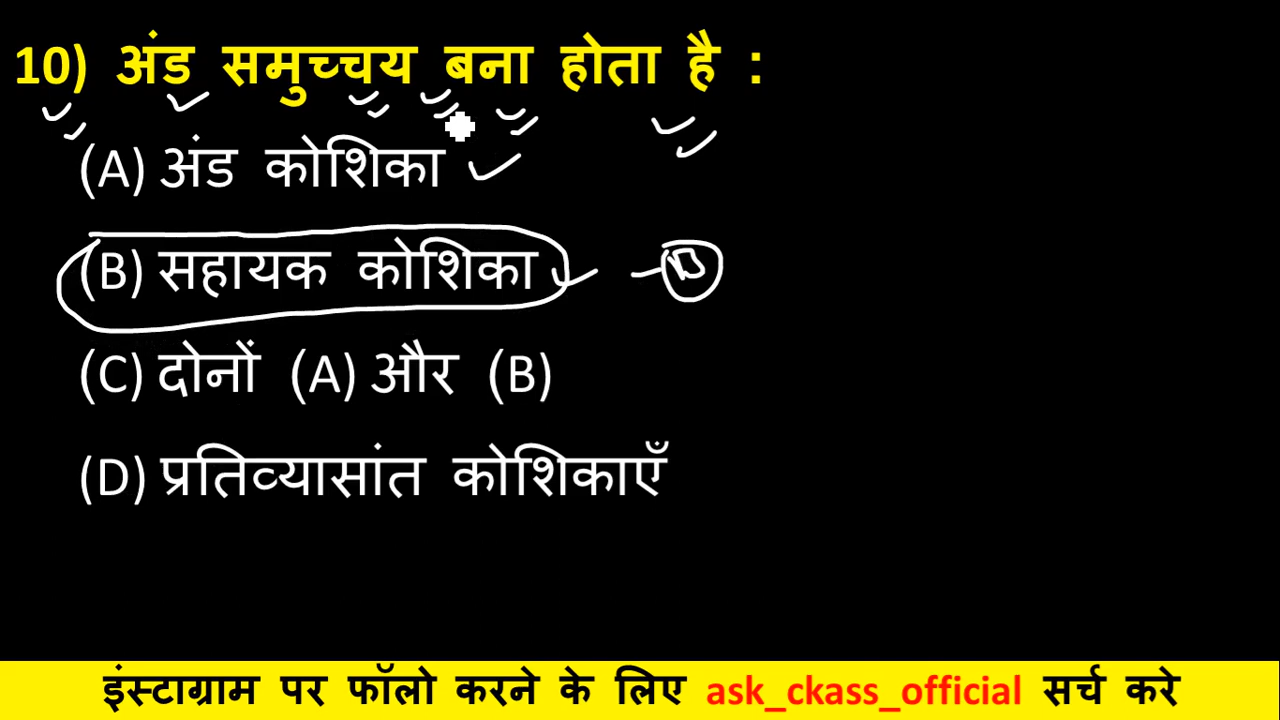 10) अंड समुच्चय बना होता है :
(A) अंड कोशिका
(B) सहायक कोशिका
(C) दोनों (A) और (B)
(D) प्रतिव्यासांत कोशिकाएँ
इंस्टाग्राम पर फॉलो करने के लिए ask_ckass_official सर्च करे